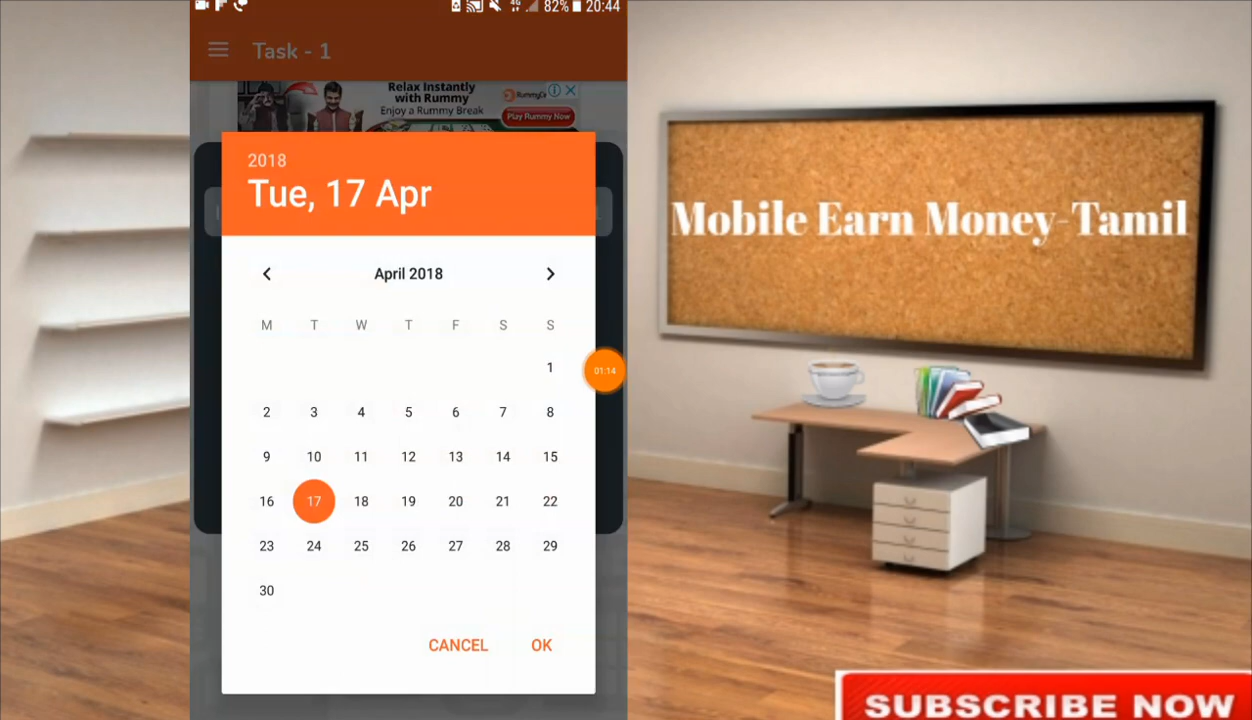 82% 20:44
Task - 1
Relax Instantly
with Rummy
Enjoy a Rummy Break
Play Rummy Now
2018
Tue, 17 Apr
April 2018
M T W T F S S
1
2 3 4 5 6 7 8
9 10 11 12 13 14 15
16 17 18 19 20 21 22
23 24 25 26 27 28 29
30
CANCEL OK
01:14
Mobile Earn Money-Tamil
SUBSCRIBE NOW